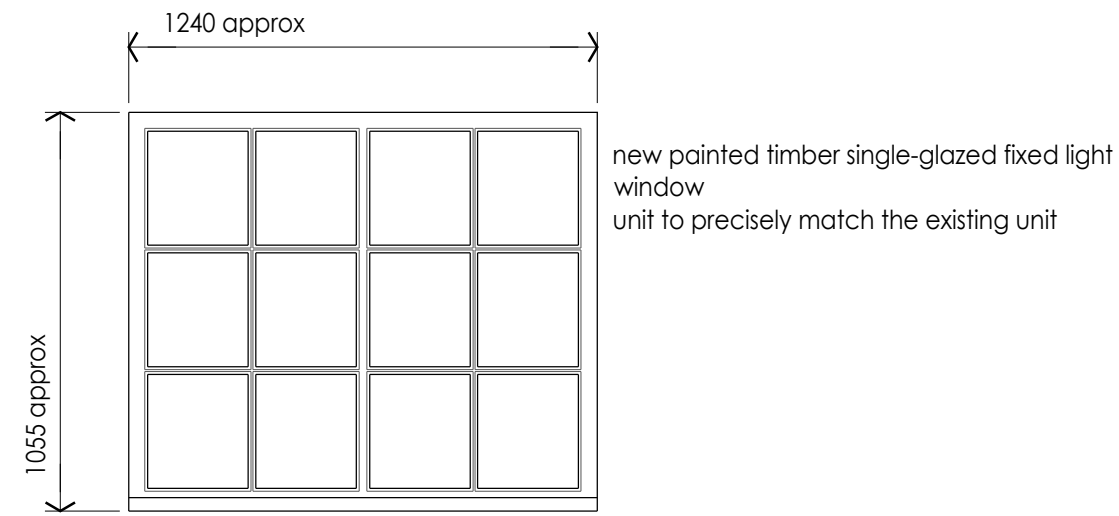 1240 approx
new painted timber single-glazed fixed light
window
unit to precisely match the existing unit
1055 approx